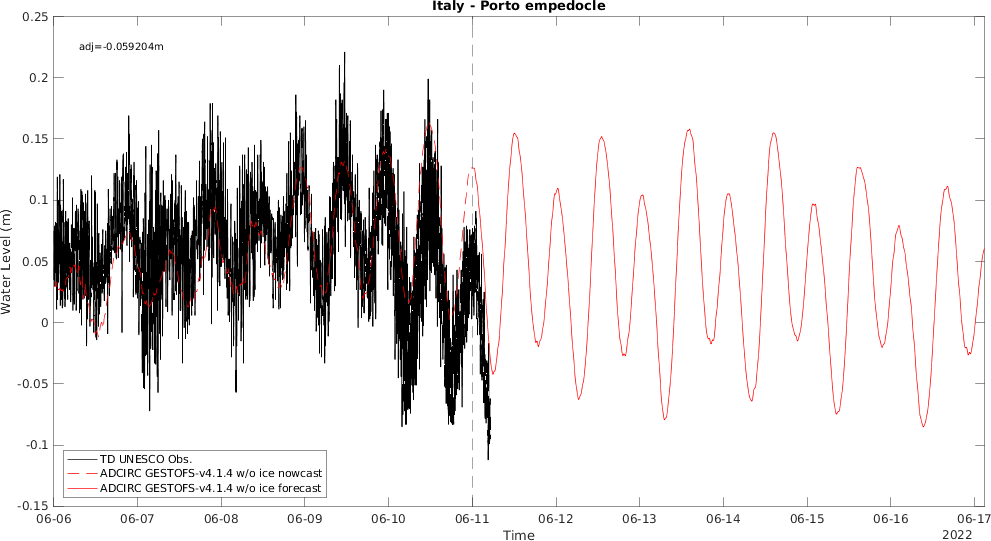 Italy - Porto empedocle
adj=-0.059204m
Water Level (m)
0.25
0.2
0.15
0.1
0.05
0
-0.05
-0.1
-0.15
TD UNESCO Obs.
ADCIRC GESTOFS-v4.1.4 w/o ice nowcast
ADCIRC GESTOFS-v4.1.4 w/o ice forecast
06-06 06-07 06-08 06-09 06-10 06-11 06-12 06-13 06-14 06-15 06-16 06-17
Time
2022